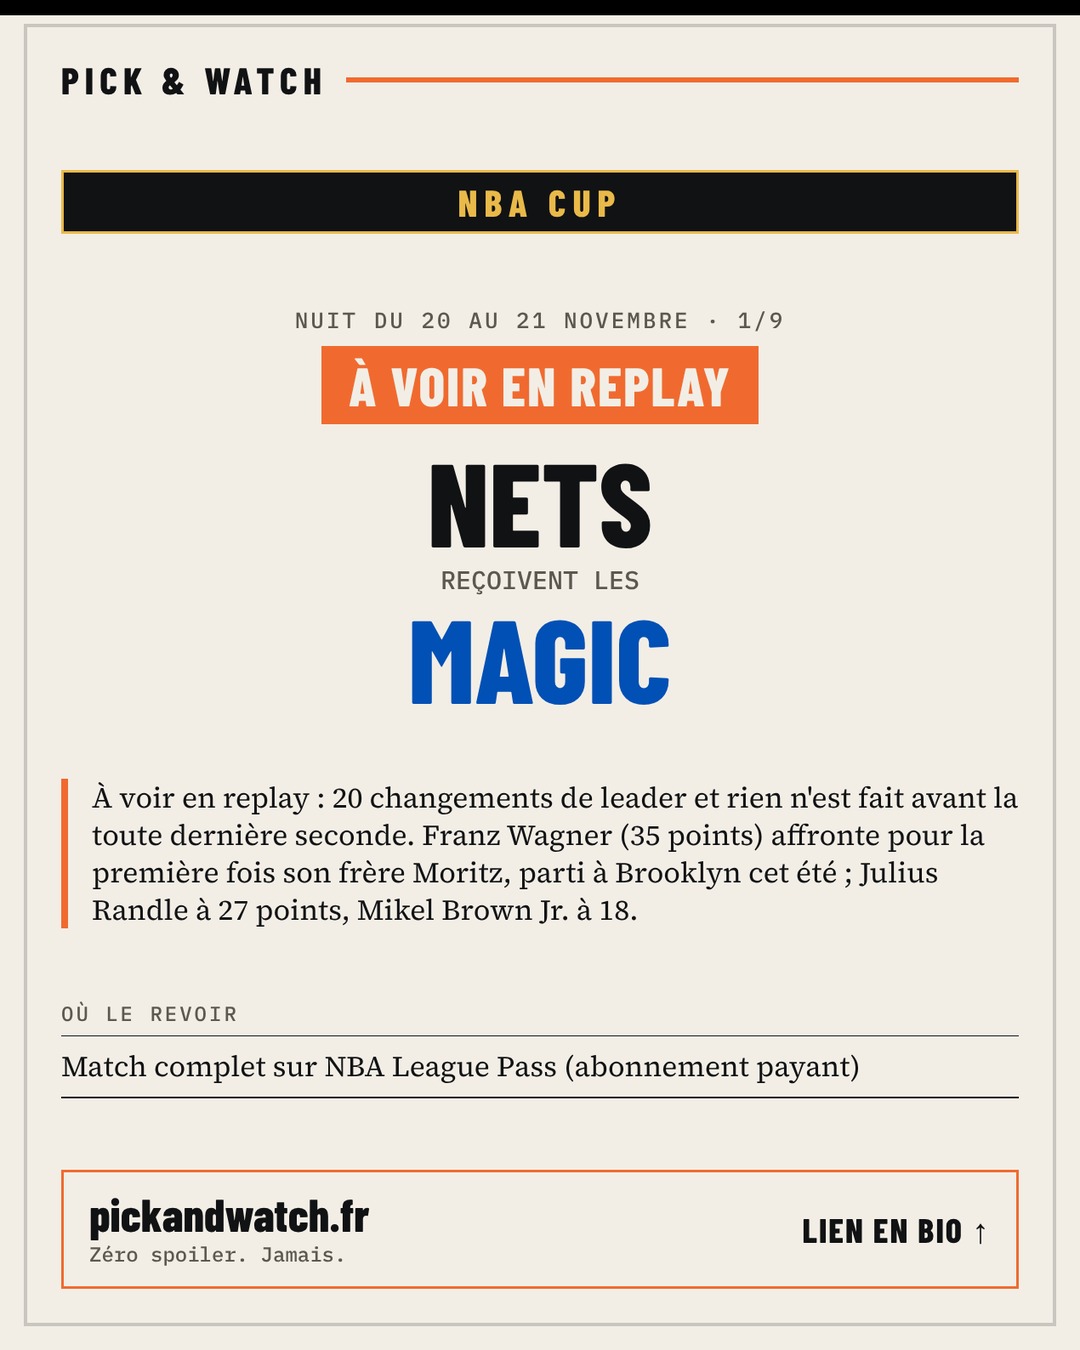 PICK & WATCH
NBA CUP
NUIT DU 20 AU 21 NOVEMBRE · 1/9
À VOIR EN REPLAY
NETS
REÇOIVENT LES
MAGIC
À voir en replay : 20 changements de leader et rien n'est fait avant la
toute dernière seconde. Franz Wagner (35 points) affronte pour la
première fois son frère Moritz, parti à Brooklyn cet été ; Julius
Randle à 27 points, Mikel Brown Jr. à 18.
OÙ LE REVOIR
Match complet sur NBA League Pass (abonnement payant)
pickandwatch.fr
Zéro spoiler. Jamais.
LIEN EN BIO ↑